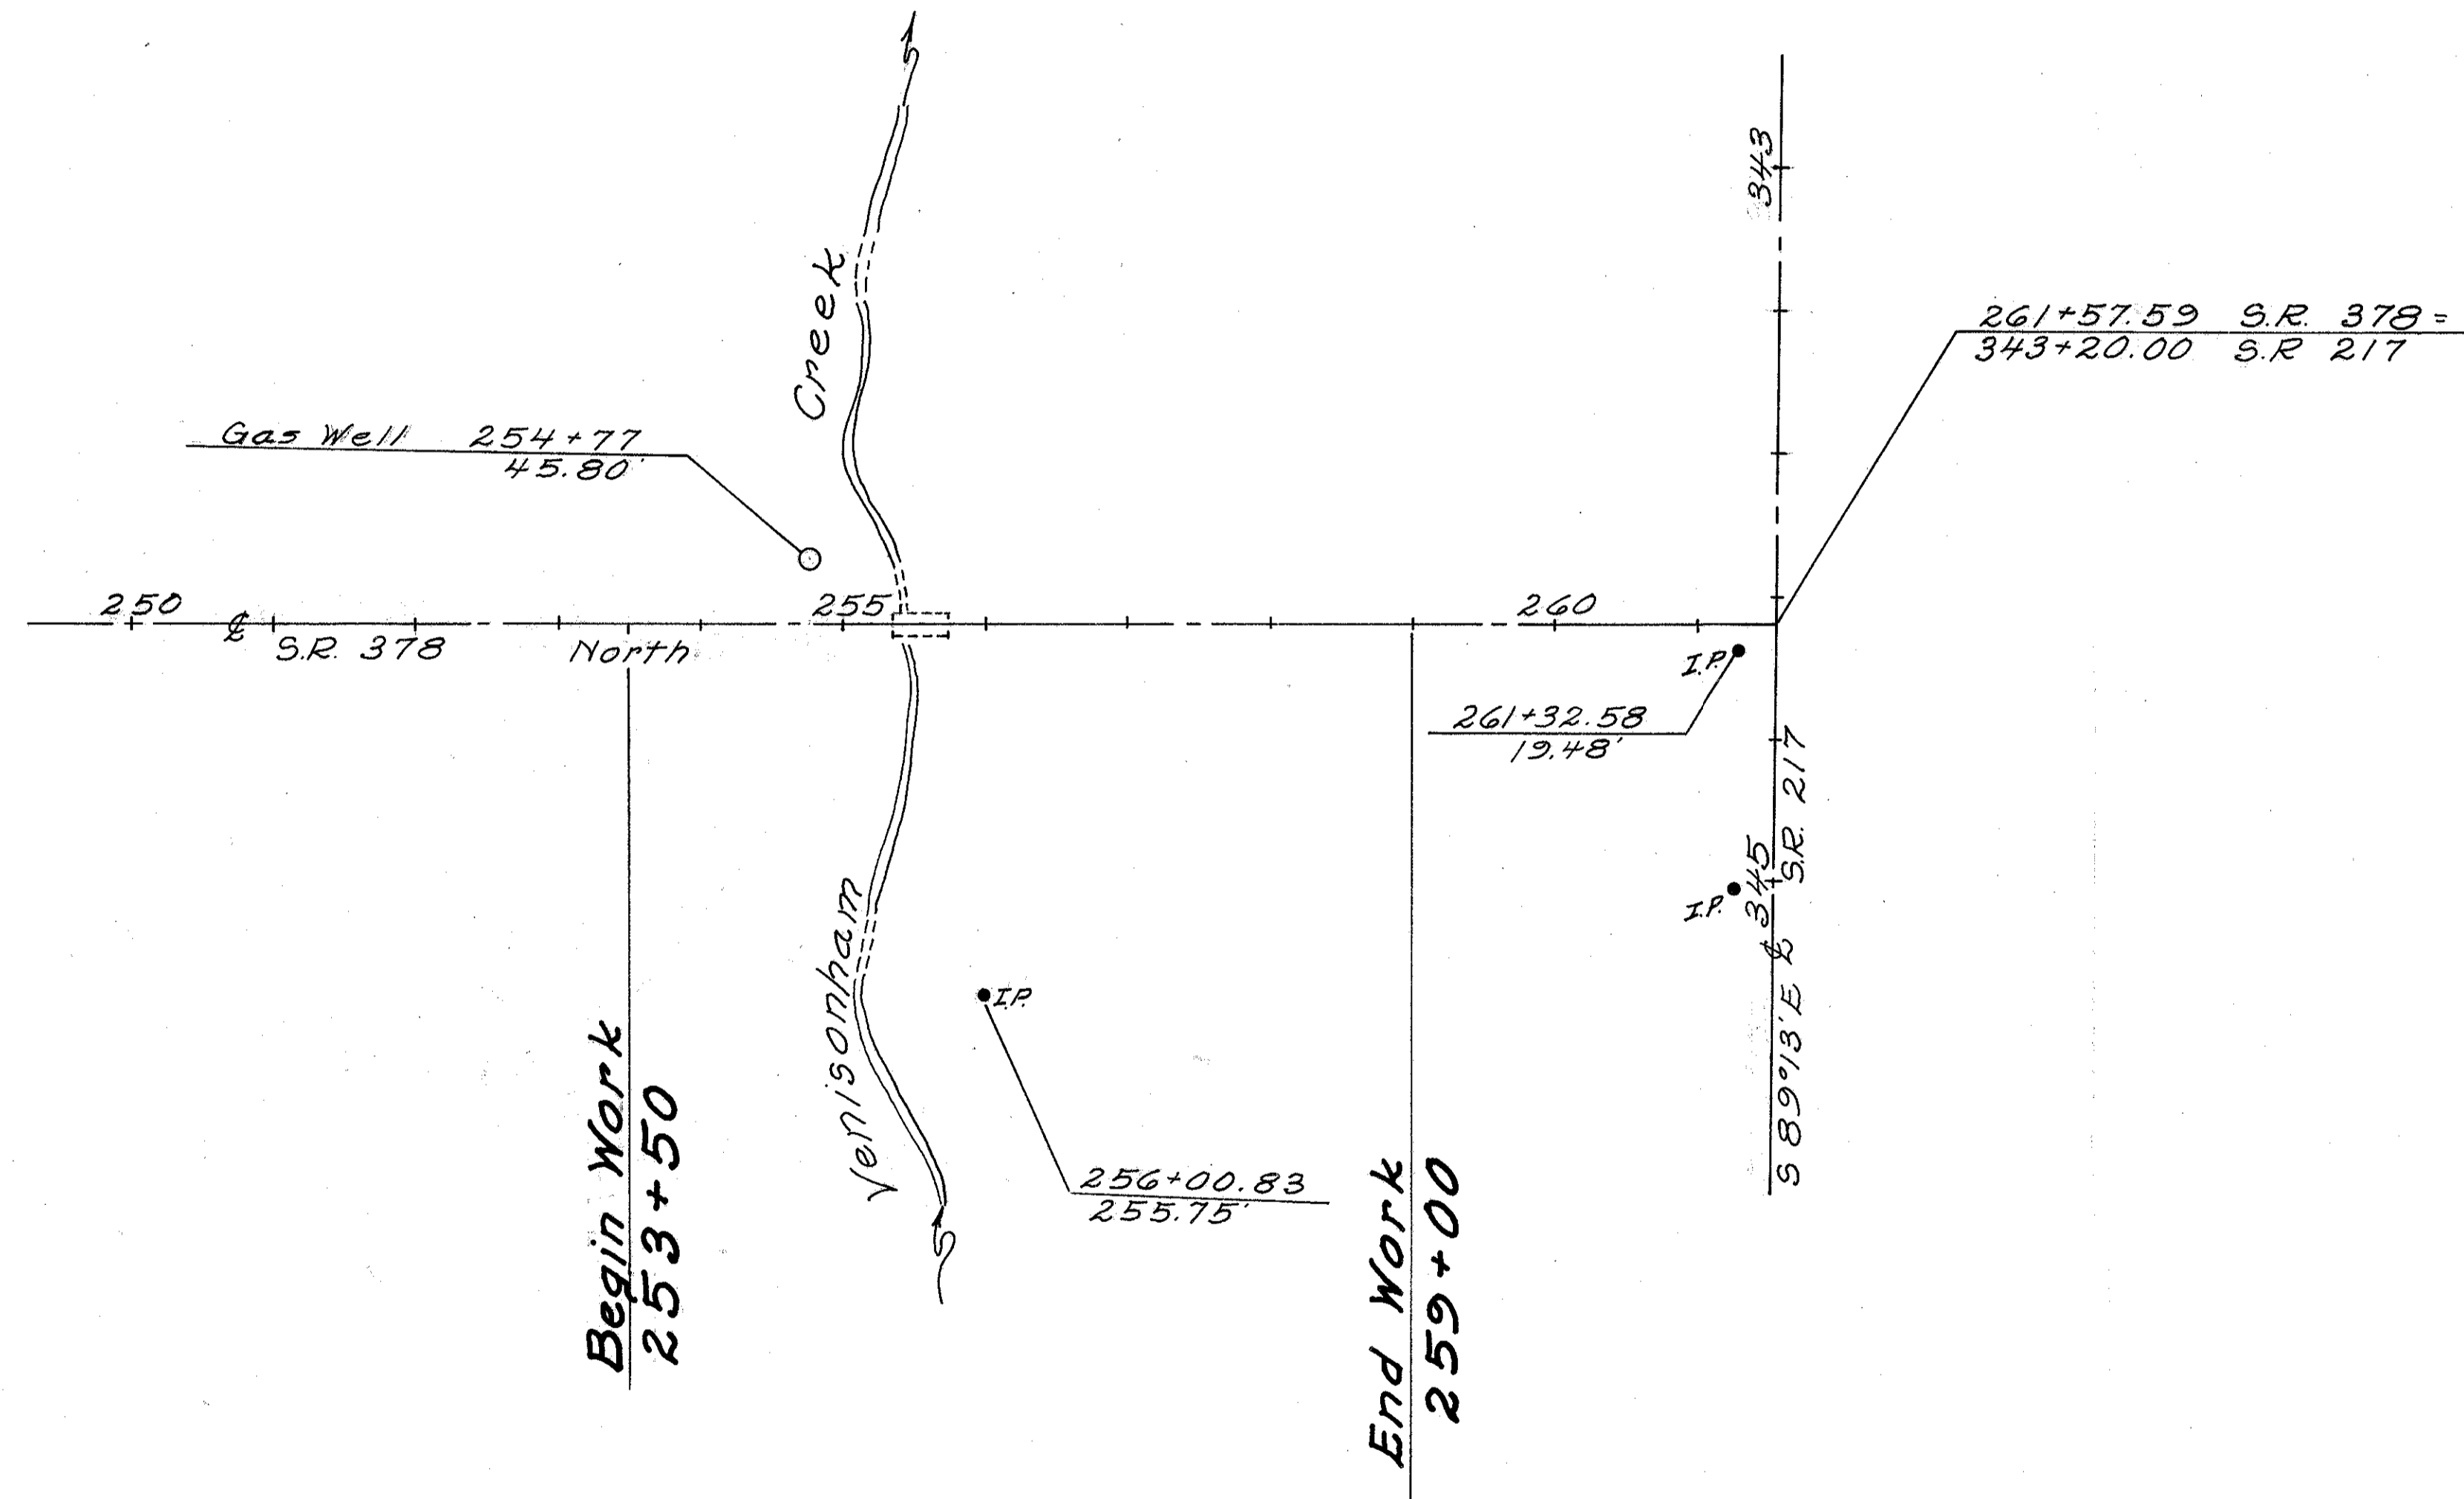 343
261+57.59 S.R. 378 =
343+20.00 S.R 217
Creek
Gas Well 254+77
45.80'
250
℄
S.R. 378
North
255
260
I.P.
261+32.58
19.48'
S.R. 217
345
I.P.
S 89°13'E ℄
Venisonham
I.P.
256+00.83
255.75'
Begin Work
253+50
End Work
259+00